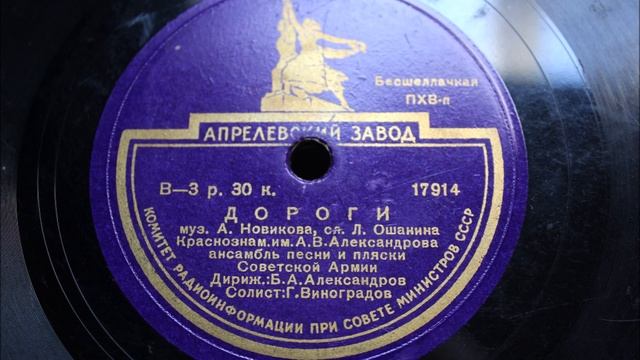 Бесшеллачная
ПХВ-п
АПРЕЛЕВСКИЙ ЗАВОД
В—3 р. 30 к. 17914
ДОРОГИ
муз. А. Новикова, сл. Л. Ошанина
Краснознам.им.А.В.Александрова
ансамбль песни и пляски
Советской Армии
Дириж.:Б.А.Александров
Солист:Г.Виноградов
КОМИТЕТ РАДИОИНФОРМАЦИИ ПРИ СОВЕТЕ МИНИСТРОВ СССР